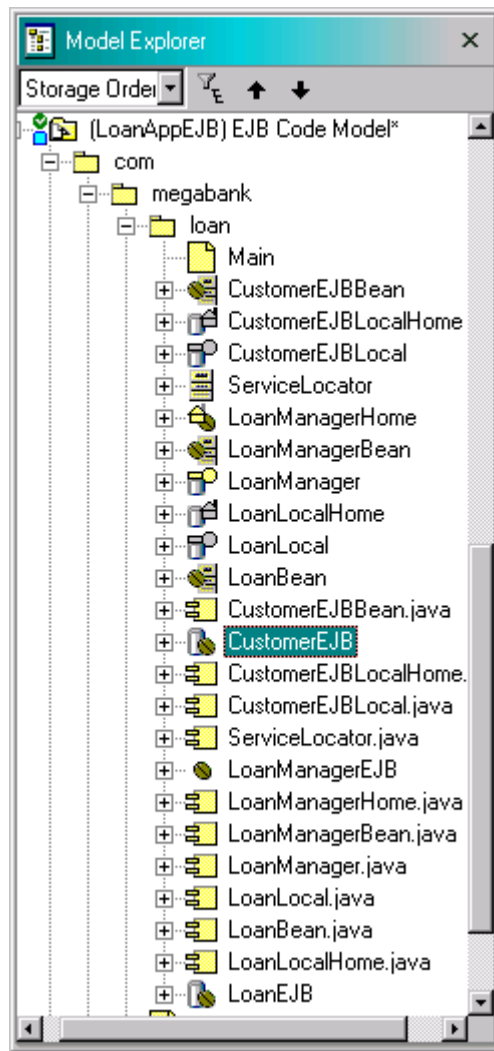 Model Explorer
Storage Order
(LoanAppEJB) EJB Code Model*
com
megabank
loan
Main
CustomerEJBBean
CustomerEJBLocalHome
CustomerEJBLocal
ServiceLocator
LoanManagerHome
LoanManagerBean
LoanManager
LoanLocalHome
LoanLocal
LoanBean
CustomerEJBBean.java
CustomerEJB
CustomerEJBLocalHome.
CustomerEJBLocal.java
ServiceLocator.java
LoanManagerEJB
LoanManagerHome.java
LoanManagerBean.java
LoanManager.java
LoanLocal.java
LoanBean.java
LoanLocalHome.java
LoanEJB